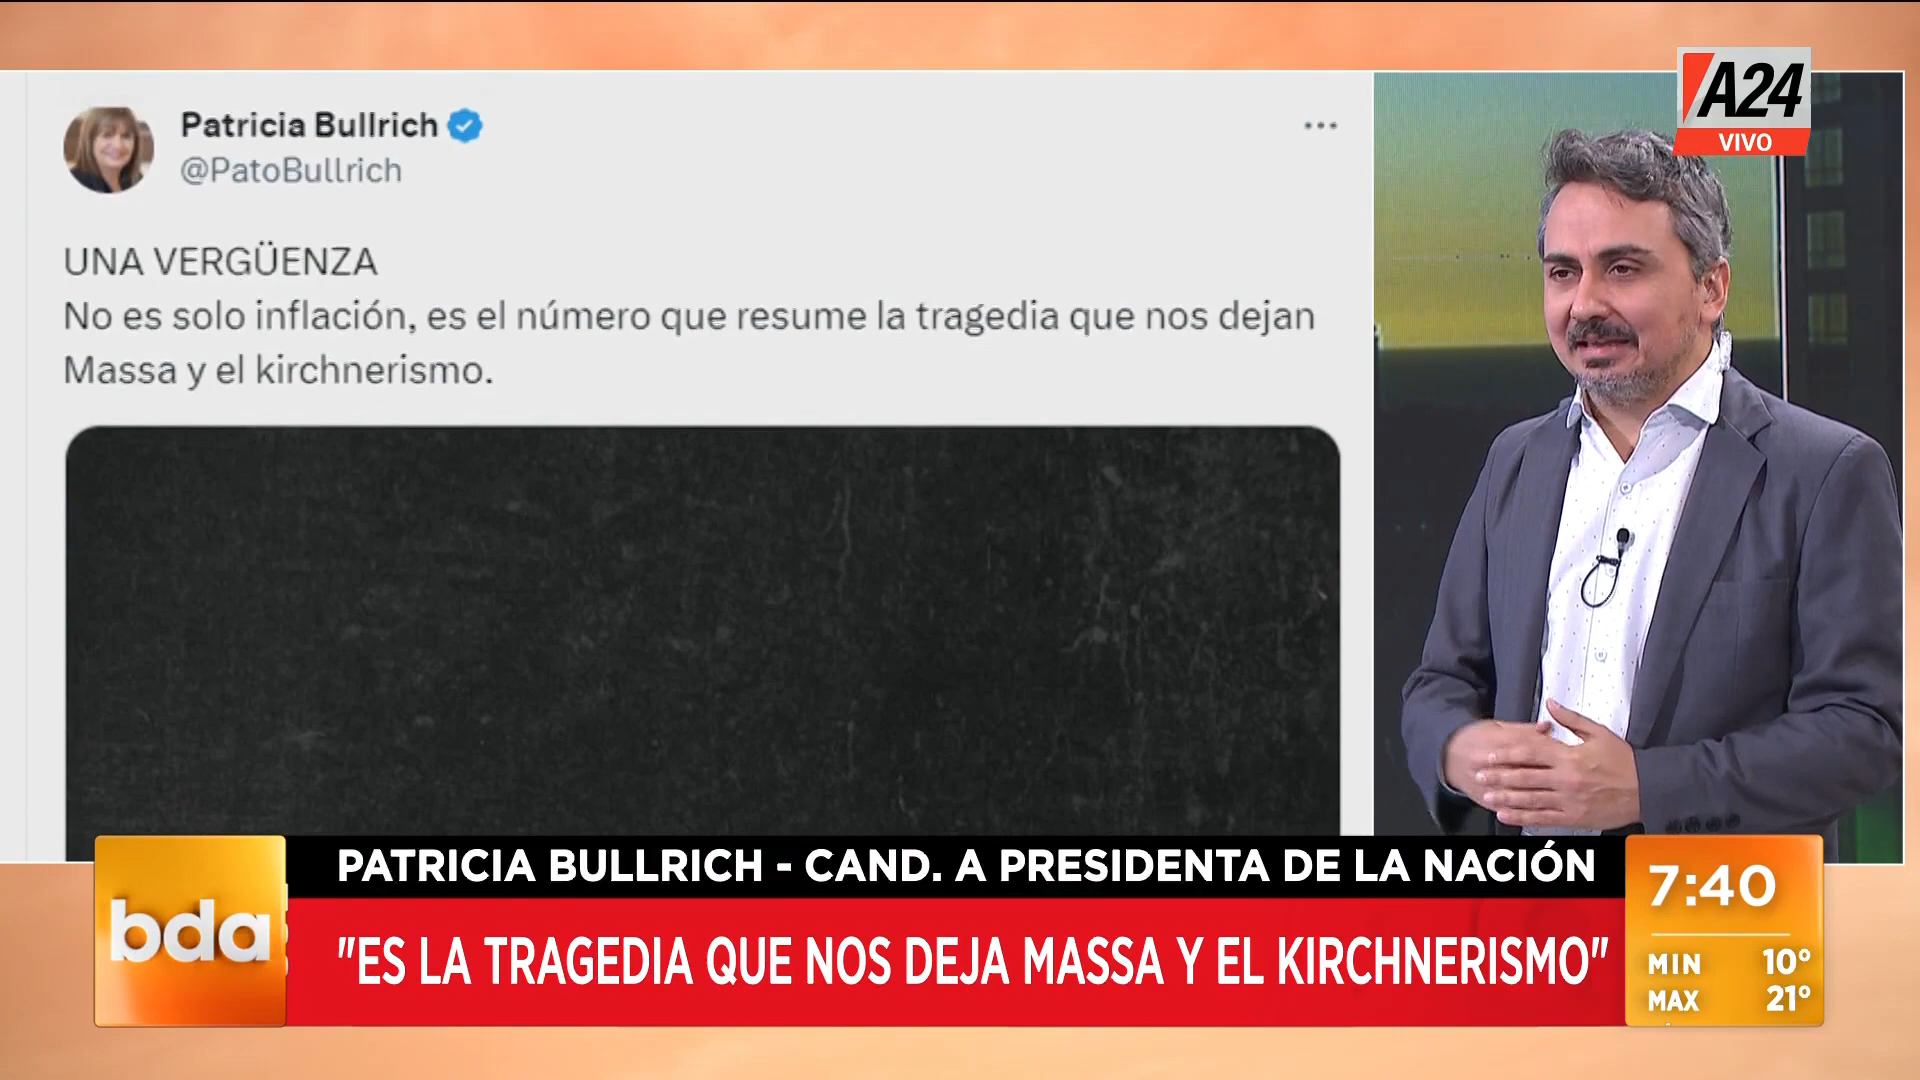 A24
VIVO
Patricia Bullrich
@PatoBullrich
UNA VERGÜENZA
No es solo inflación, es el número que resume la tragedia que nos dejan
Massa y el kirchnerismo.
PATRICIA BULLRICH - CAND. A PRESIDENTA DE LA NACIÓN
"ES LA TRAGEDIA QUE NOS DEJA MASSA Y EL KIRCHNERISMO"
bda
7:40
MIN 10°
MAX 21°